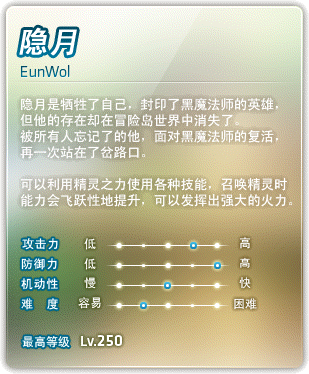 隐月
EunWol
隐月是牺牲了自己，封印了黑魔法师的英雄，
但他的存在却在冒险岛世界中消失了。
被所有人忘记了的他，面对黑魔法师的复活，
再一次站在了岔路口。
可以利用精灵之力使用各种技能，召唤精灵时
能力会飞跃性地提升，可以发挥出强大的火力。
攻击力 低 高
防御力 低 高
机动性 慢 快
难 度 容易 困难
最高等级 Lv.250